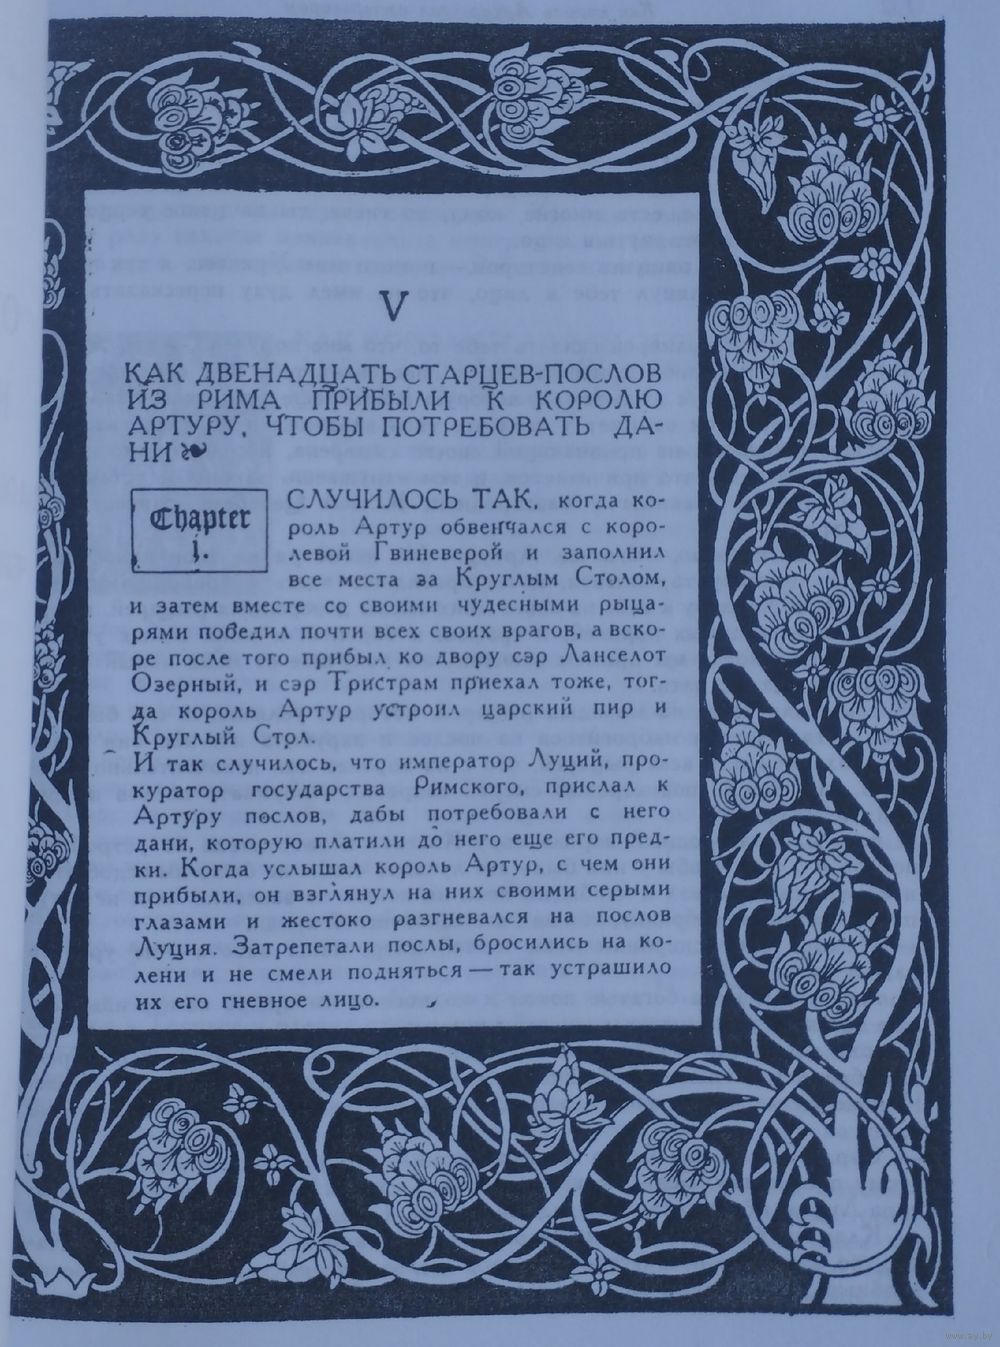 V
КАК ДВЕНАДЦАТЬ СТАРЦЕВ-ПОСЛОВ
ИЗ РИМА ПРИБЫЛИ К КОРОЛЮ
АРТУРУ, ЧТОБЫ ПОТРЕБОВАТЬ ДА-
НИ
Chapter
i.
СЛУЧИЛОСЬ ТАК, когда ко-
роль Артур обвенчался с коро-
левой Гвиневерой и заполнил
все места за Круглым Столом,
и затем вместе со своими чудесными рыца-
рями победил почти всех своих врагов, а вско-
ре после того прибыл ко двору сэр Ланселот
Озерный, и сэр Тристрам приехал тоже, тог-
да король Артур устроил царский пир и
Круглый Стол.
И так случилось, что император Луций, про-
куратор государства Римского, прислал к
Артуру послов, дабы потребовали с него
дани, которую платили до него еще его пред-
ки. Когда услышал король Артур, с чем они
прибыли, он взглянул на них своими серыми
глазами и жестоко разгневался на послов
Луция. Затрепетали послы, бросились на ко-
лени и не смели подняться — так устрашило
их его гневное лицо.
www.ay.by